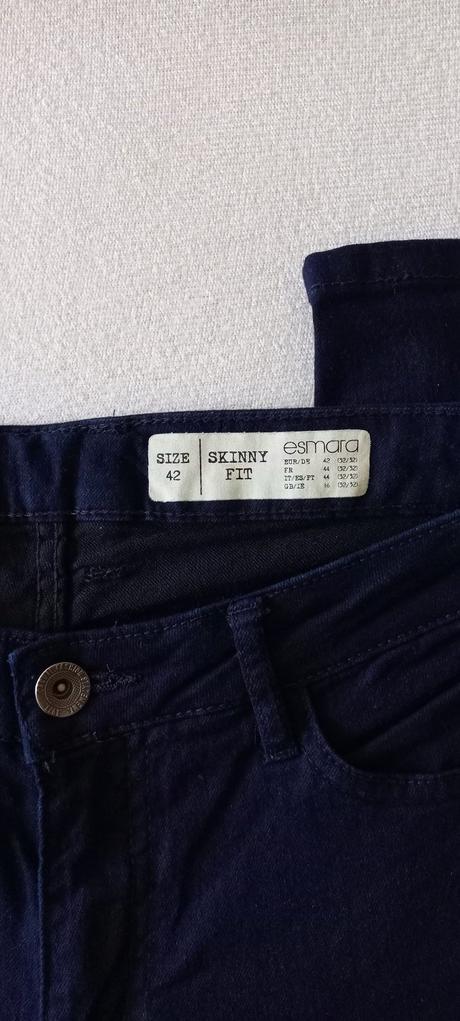 SIZE
42
SKINNY
FIT
esmara
EUR/DE 42 (32/32)
FR 44 (32/32)
IT/ES/PT 44 (32/32)
GB/IE 16 (32/32)